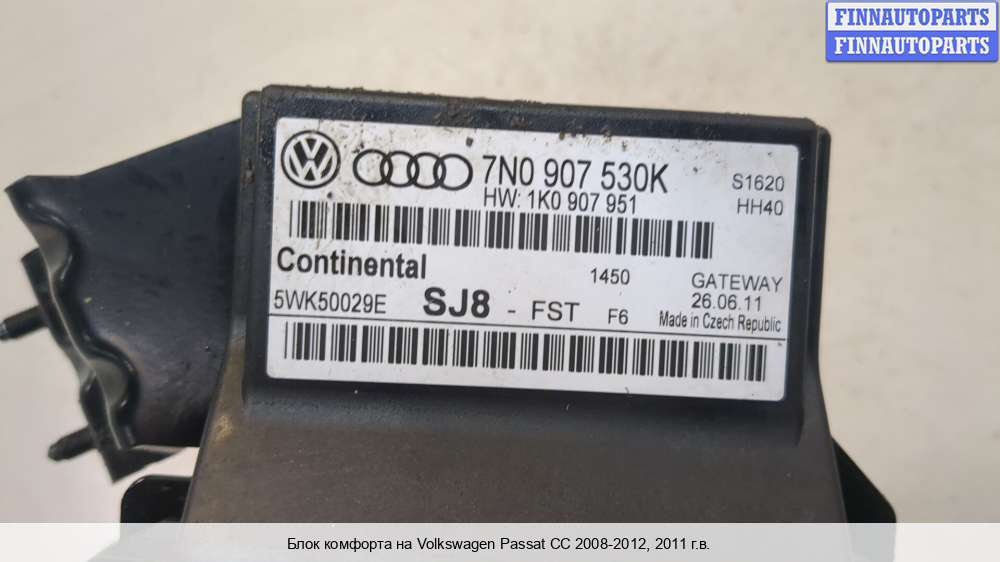 FINNAUTOPARTS
FINNAUTOPARTS
7N0 907 530K
S1620
HW: 1K0 907 951
HH40
Continental
1450
GATEWAY
5WK50029E
SJ8 - FST
F6
26.06.11
Made in Czech Republic
Блок комфорта на Volkswagen Passat CC 2008-2012, 2011 г.в.